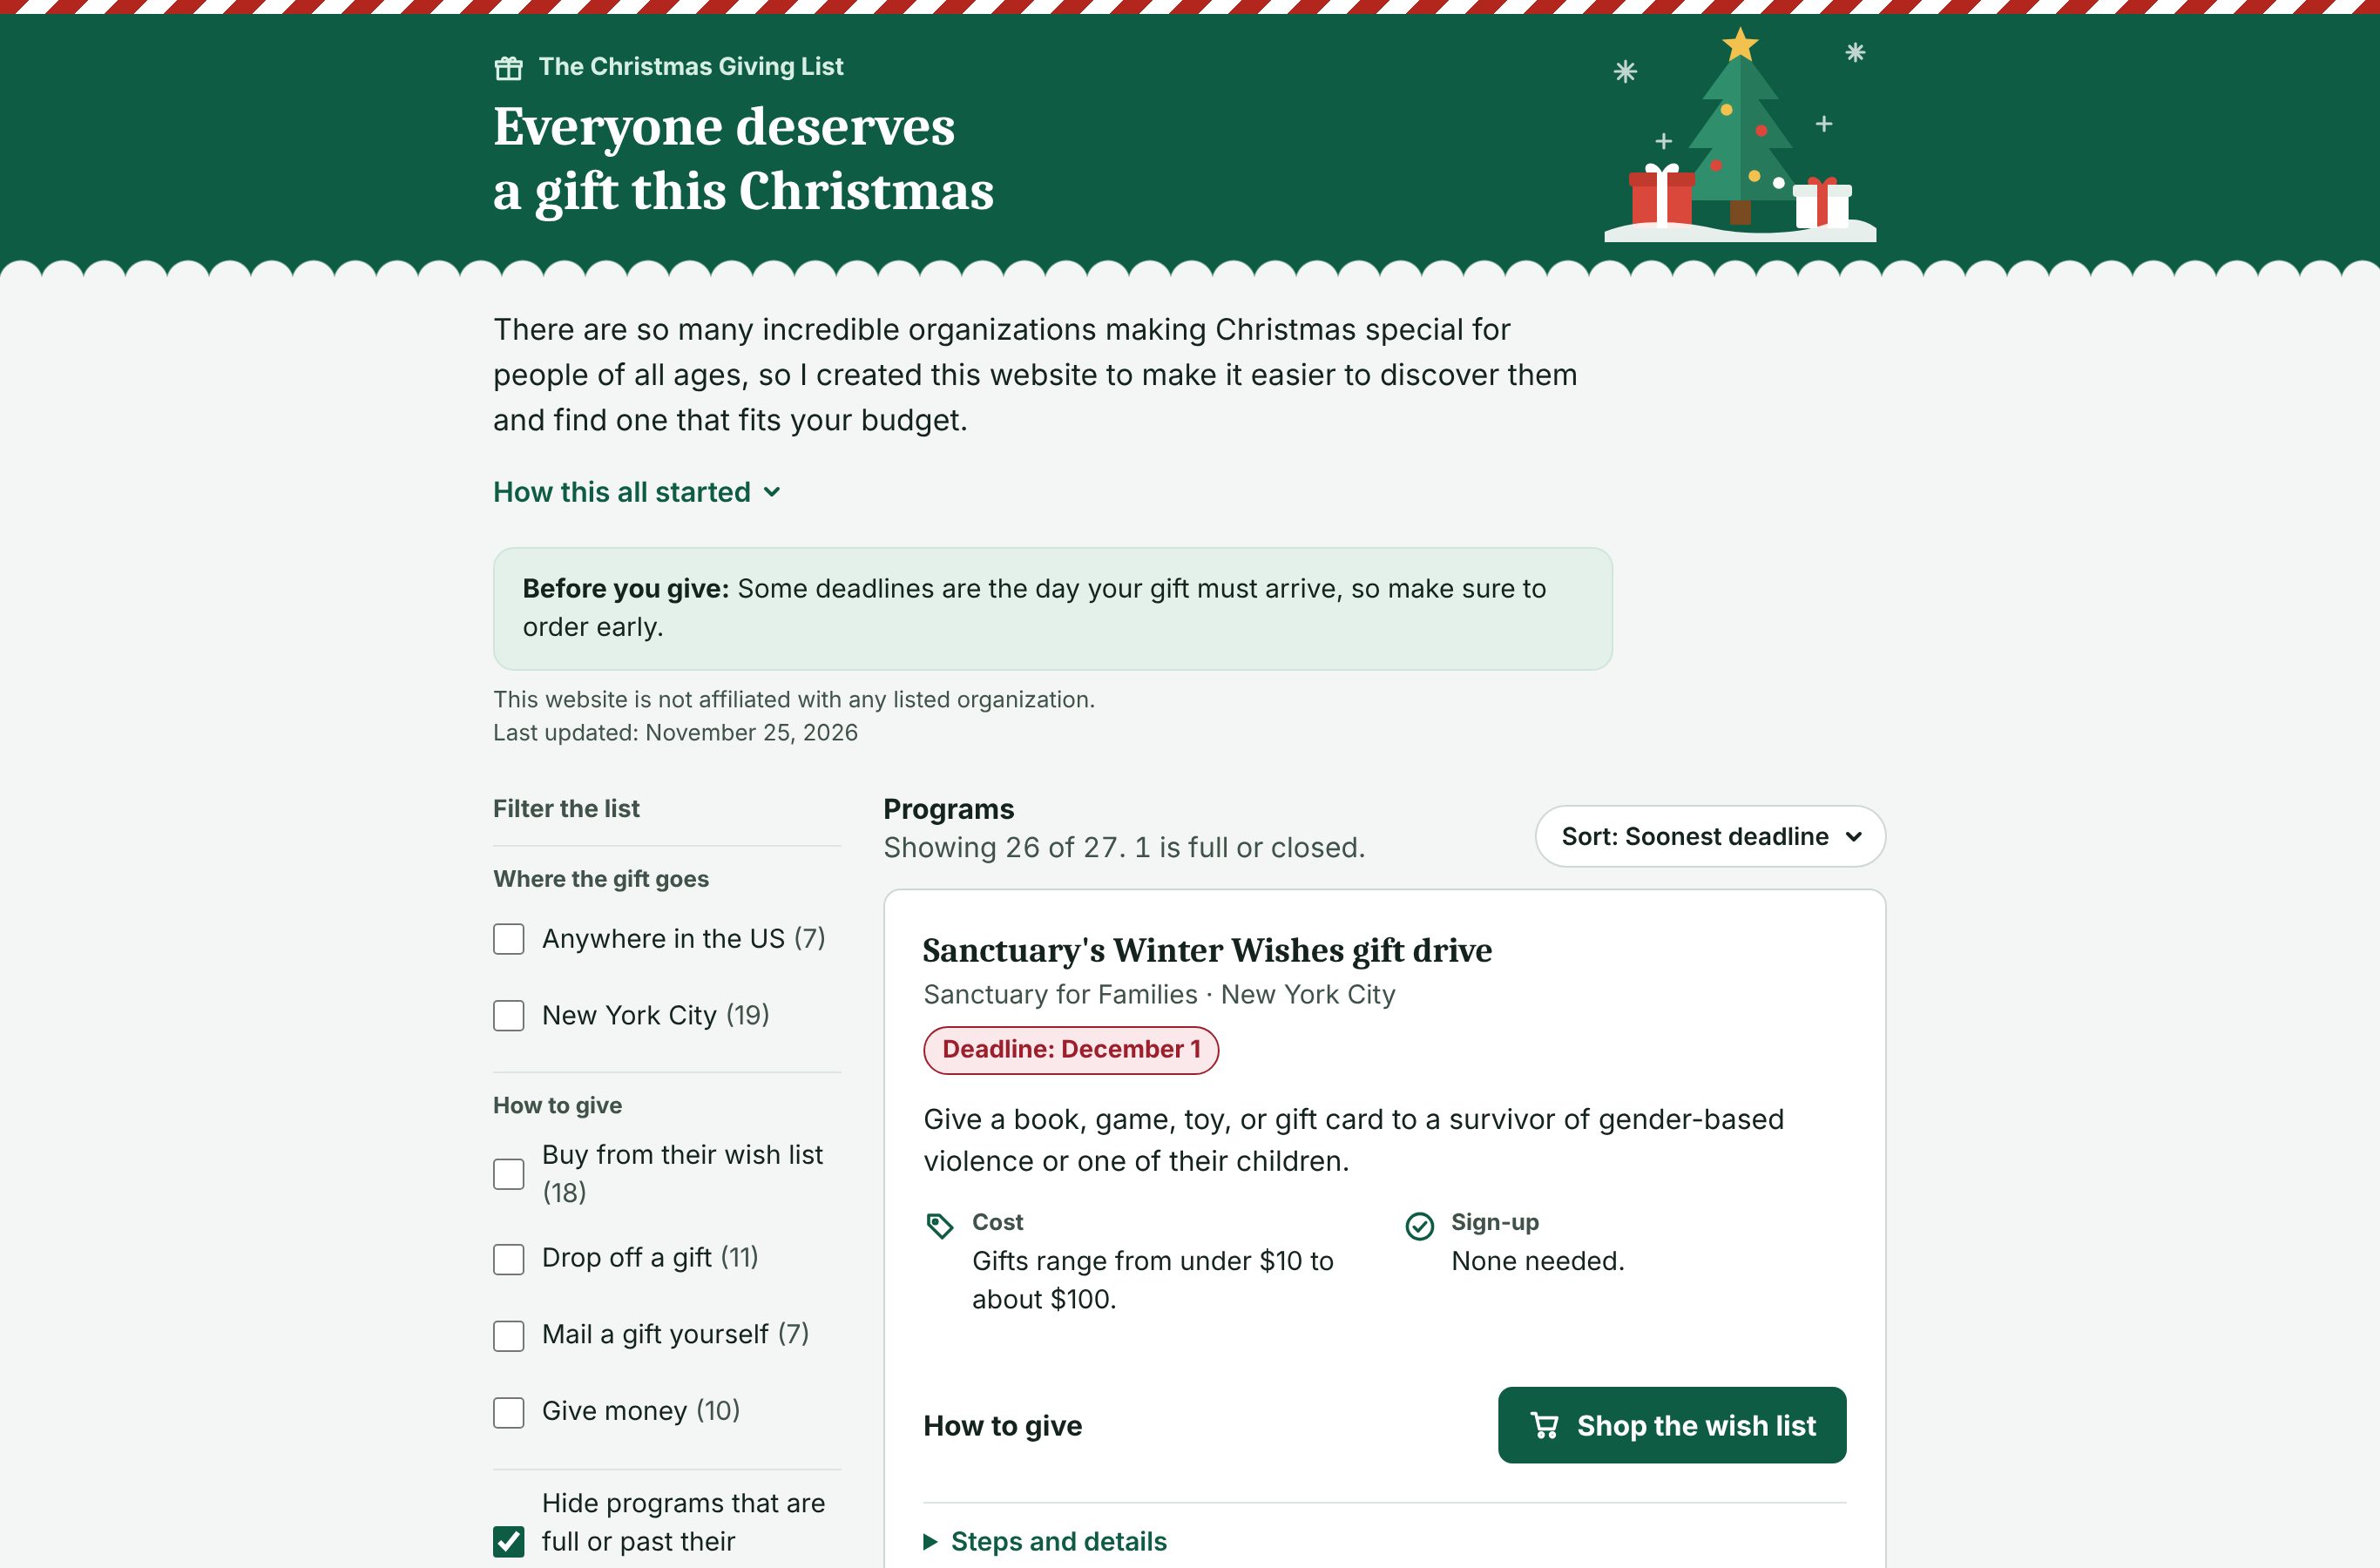 The Christmas Giving List
Everyone deserves
a gift this Christmas
There are so many incredible organizations making Christmas special for
people of all ages, so I created this website to make it easier to discover them
and find one that fits your budget.
How this all started
Before you give: Some deadlines are the day your gift must arrive, so make sure to
order early.
This website is not affiliated with any listed organization.
Last updated: November 25, 2026
Filter the list
Where the gift goes
Anywhere in the US (7)
New York City (19)
How to give
Buy from their wish list
(18)
Drop off a gift (11)
Mail a gift yourself (7)
Give money (10)
Hide programs that are
full or past their
Programs
Showing 26 of 27. 1 is full or closed.
Sort: Soonest deadline
Sanctuary's Winter Wishes gift drive
Sanctuary for Families · New York City
Deadline: December 1
Give a book, game, toy, or gift card to a survivor of gender-based
violence or one of their children.
Cost
Gifts range from under $10 to
about $100.
Sign-up
None needed.
How to give
Shop the wish list
Steps and details